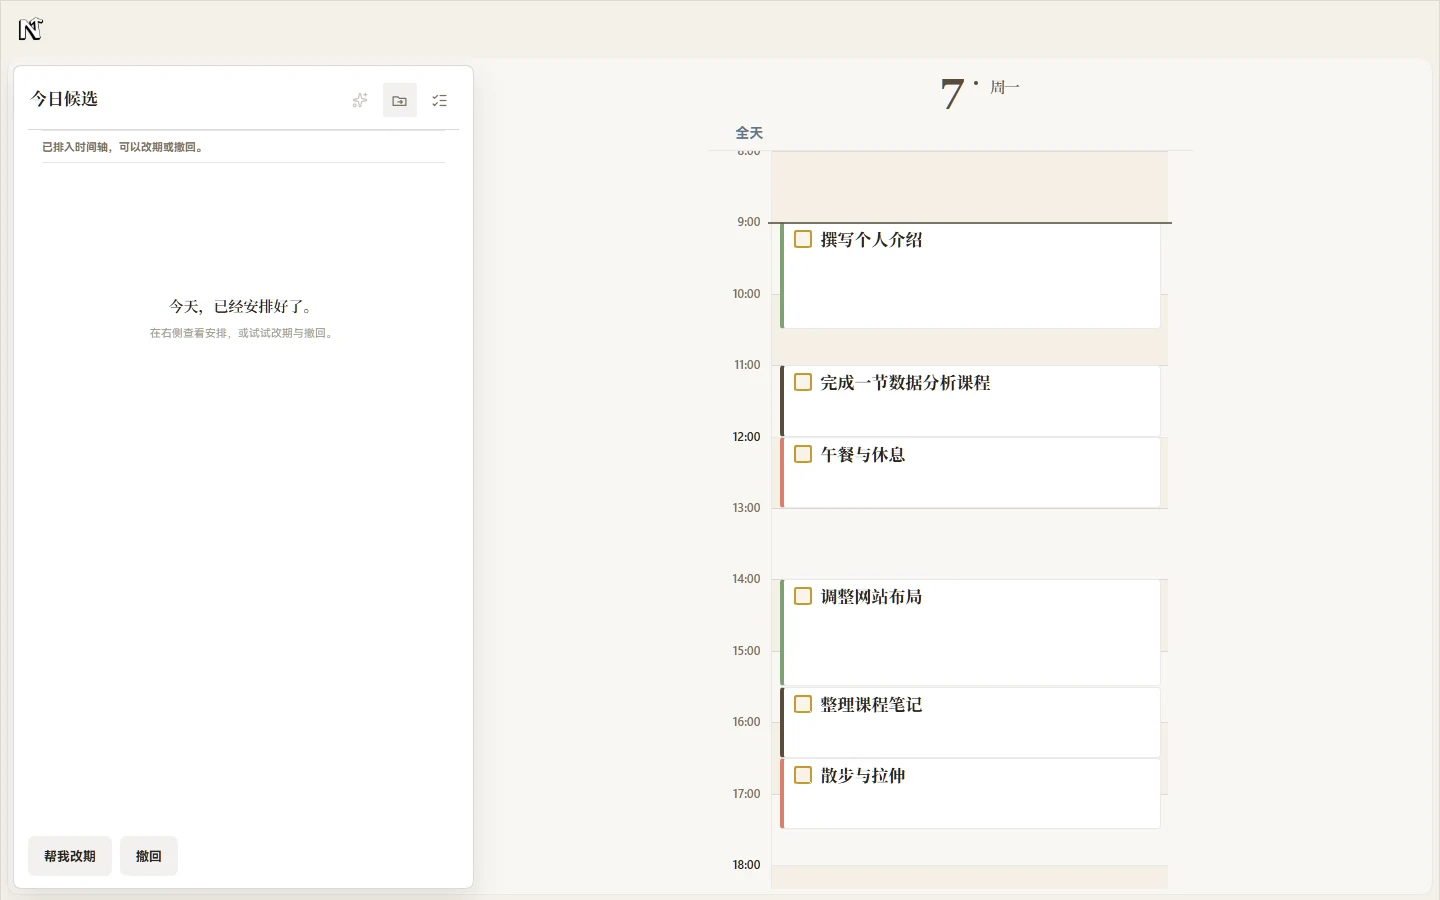 今日候选
已排入时间轴，可以改期或撤回。
今天，已经安排好了。
在右侧查看安排，或试试改期与撤回。
帮我改期
撤回
7
周一
全天
8:00
9:00
撰写个人介绍
10:00
11:00
完成一节数据分析课程
12:00
午餐与休息
13:00
14:00
调整网站布局
15:00
整理课程笔记
16:00
散步与拉伸
17:00
18:00